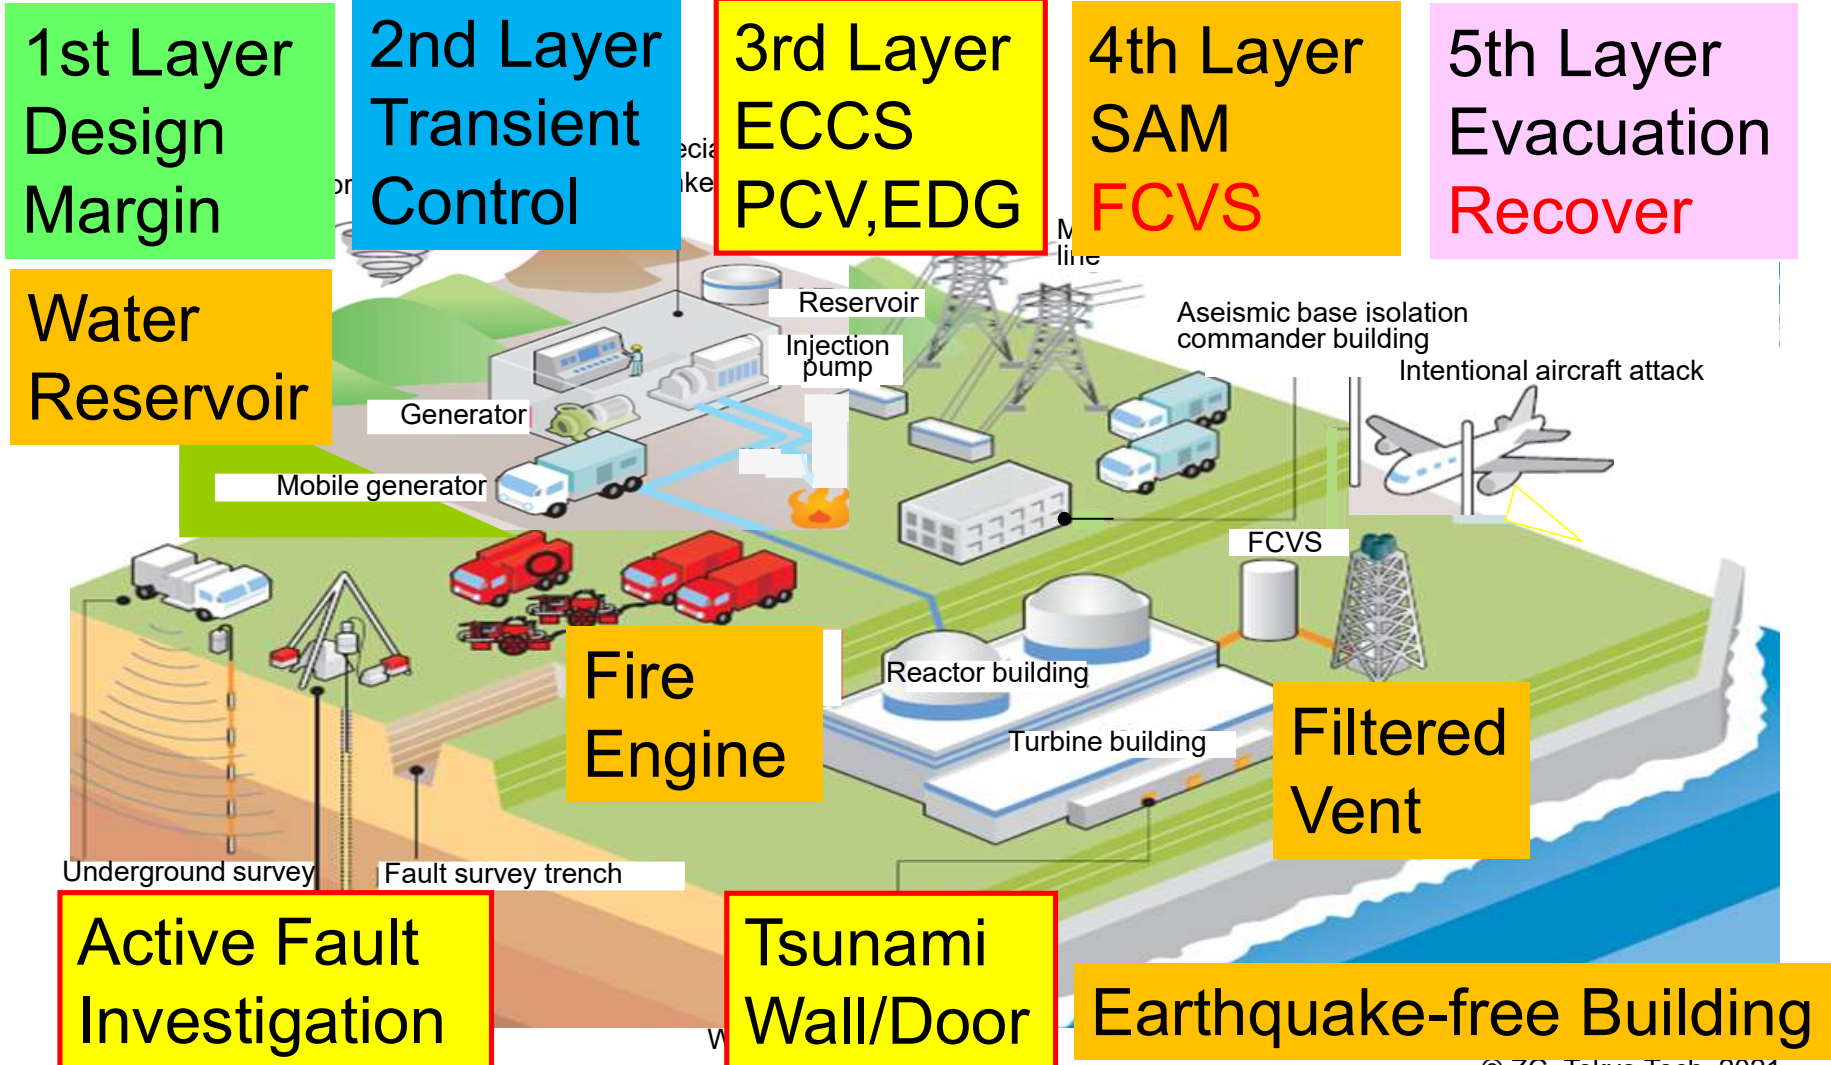 1st Layer
Design
Margin
2nd Layer
Transient
Control
3rd Layer
ECCS
PCV,EDG
4th Layer
SAM
FCVS
5th Layer
Evacuation
Recover
Water
Reservoir
line
Reservoir
Injection
pump
Generator
Mobile generator
Aseismic base isolation
commander building
Intentional aircraft attack
FCVS
Reactor building
Turbine building
Fire
Engine
Filtered
Vent
Underground survey
Fault survey trench
Active Fault
Investigation
Tsunami
Wall/Door
Earthquake-free Building